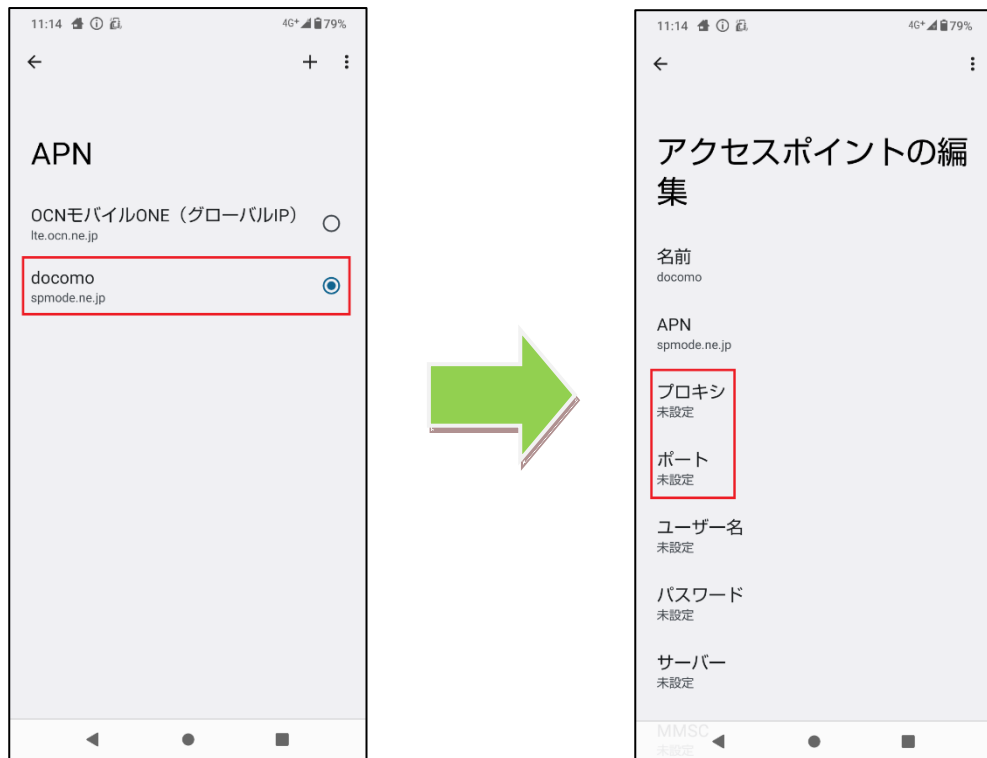 11:14 4G+ 79%
APN
OCNモバイルONE（グローバルIP）
lte.ocn.ne.jp
docomo
spmode.ne.jp
11:14 4G+ 79%
アクセスポイントの編
集
名前
docomo
APN
spmode.ne.jp
プロキシ
未設定
ポート
未設定
ユーザー名
未設定
パスワード
未設定
サーバー
未設定
MMSC
未設定